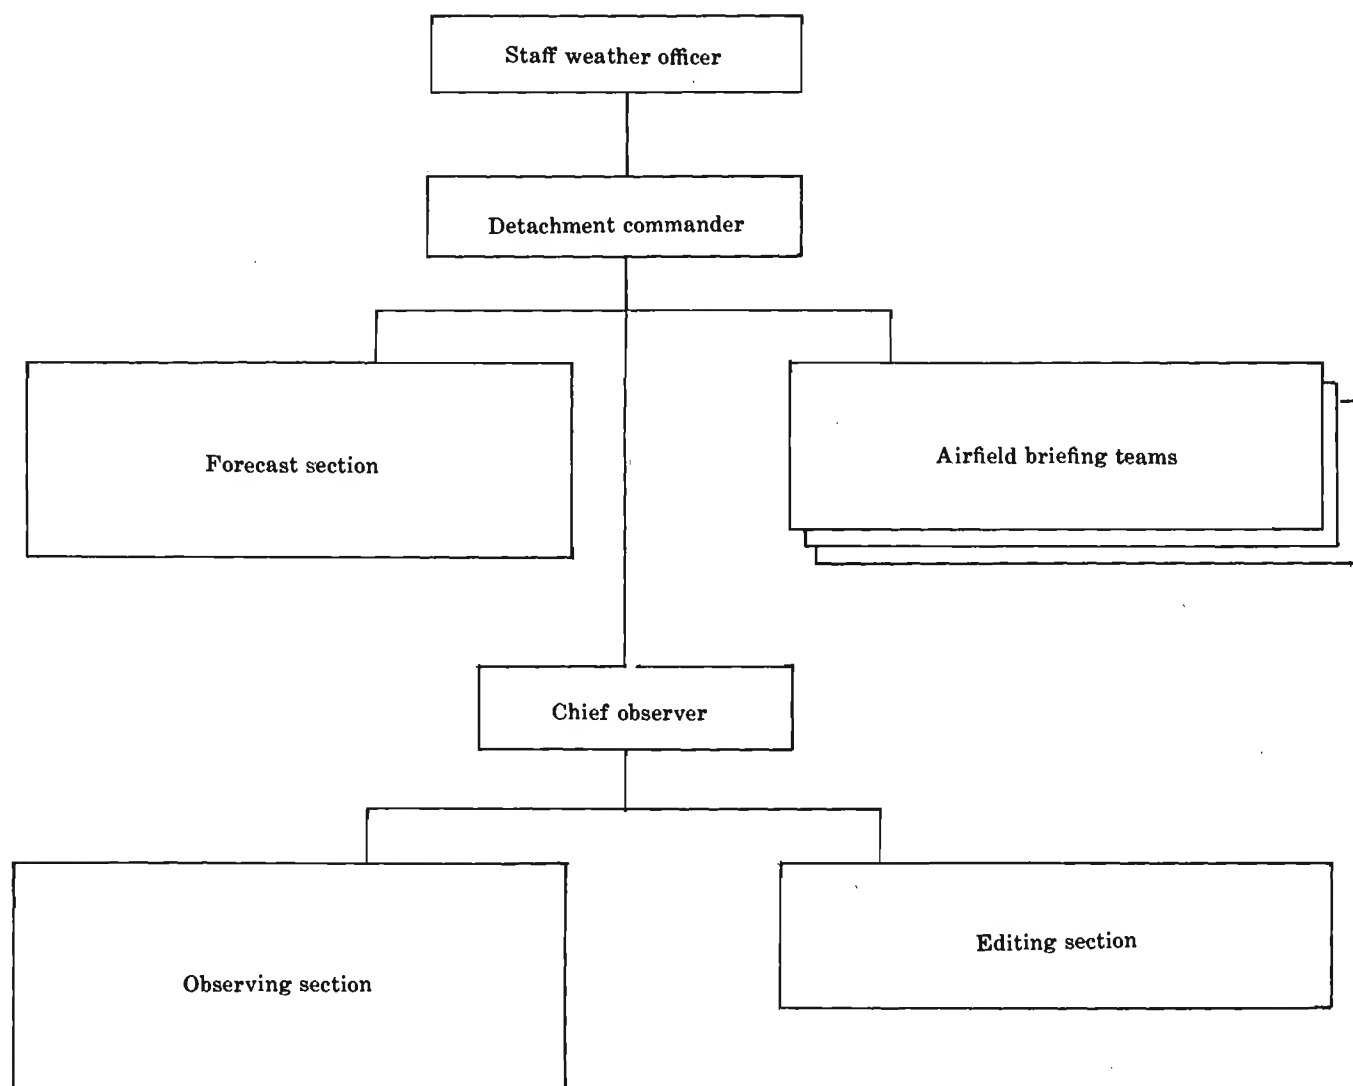 Staff weather officer
Detachment commander
Forecast section
Airfield briefing teams
Chief observer
Observing section
Editing section